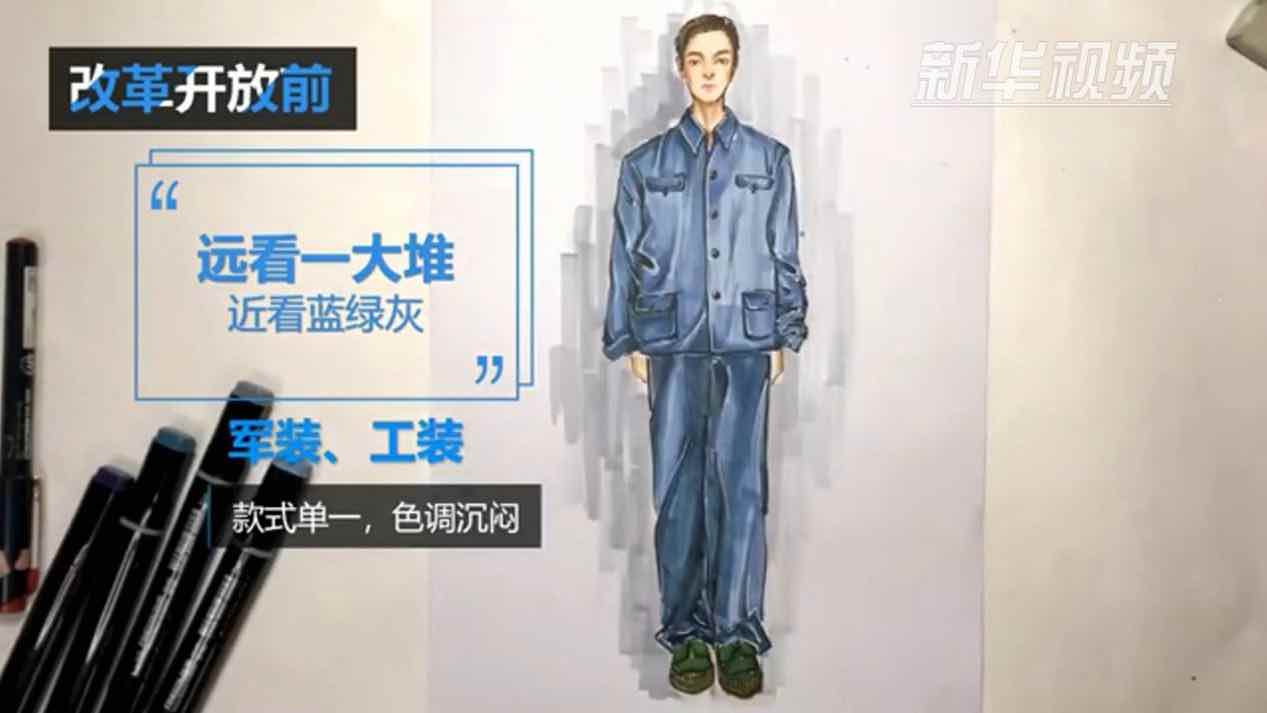 改革开放前
新华视频
“
远看一大堆
近看蓝绿灰
”
军装、工装
款式单一，色调沉闷